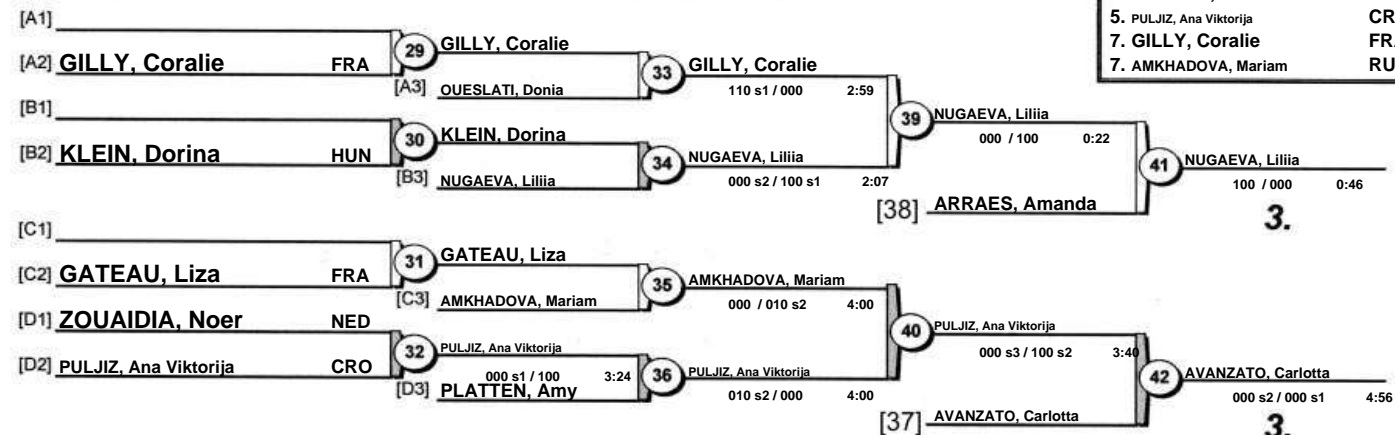 5. PULJIZ, Ana Viktorija CR
7. GILLY, Coralie FR
7. AMKHADOVA, Mariam RU
[A1]
[A2] GILLY, Coralie FRA
29
GILLY, Coralie
[A3] OUESLATI, Donia
33
GILLY, Coralie
110 s1 / 000 2:59
[B1]
[B2] KLEIN, Dorina HUN
30
KLEIN, Dorina
[B3] NUGAEVA, Liliia
34
NUGAEVA, Liliia
000 s2 / 100 s1 2:07
39
NUGAEVA, Liliia
000 / 100 0:22
[38] ARRAES, Amanda
41
NUGAEVA, Liliia
100 / 000 0:46
3.
[C1]
[C2] GATEAU, Liza FRA
31
GATEAU, Liza
[C3] AMKHADOVA, Mariam
35
AMKHADOVA, Mariam
000 / 010 s2 4:00
[D1] ZOUAIDIA, Noer NED
[D2] PULJIZ, Ana Viktorija CRO
32
PULJIZ, Ana Viktorija
000 s1 / 100 3:24
[D3] PLATTEN, Amy
36
PULJIZ, Ana Viktorija
010 s2 / 000 4:00
40
PULJIZ, Ana Viktorija
000 s3 / 100 s2 3:40
[37] AVANZATO, Carlotta
42
AVANZATO, Carlotta
000 s2 / 000 s1 4:56
3.